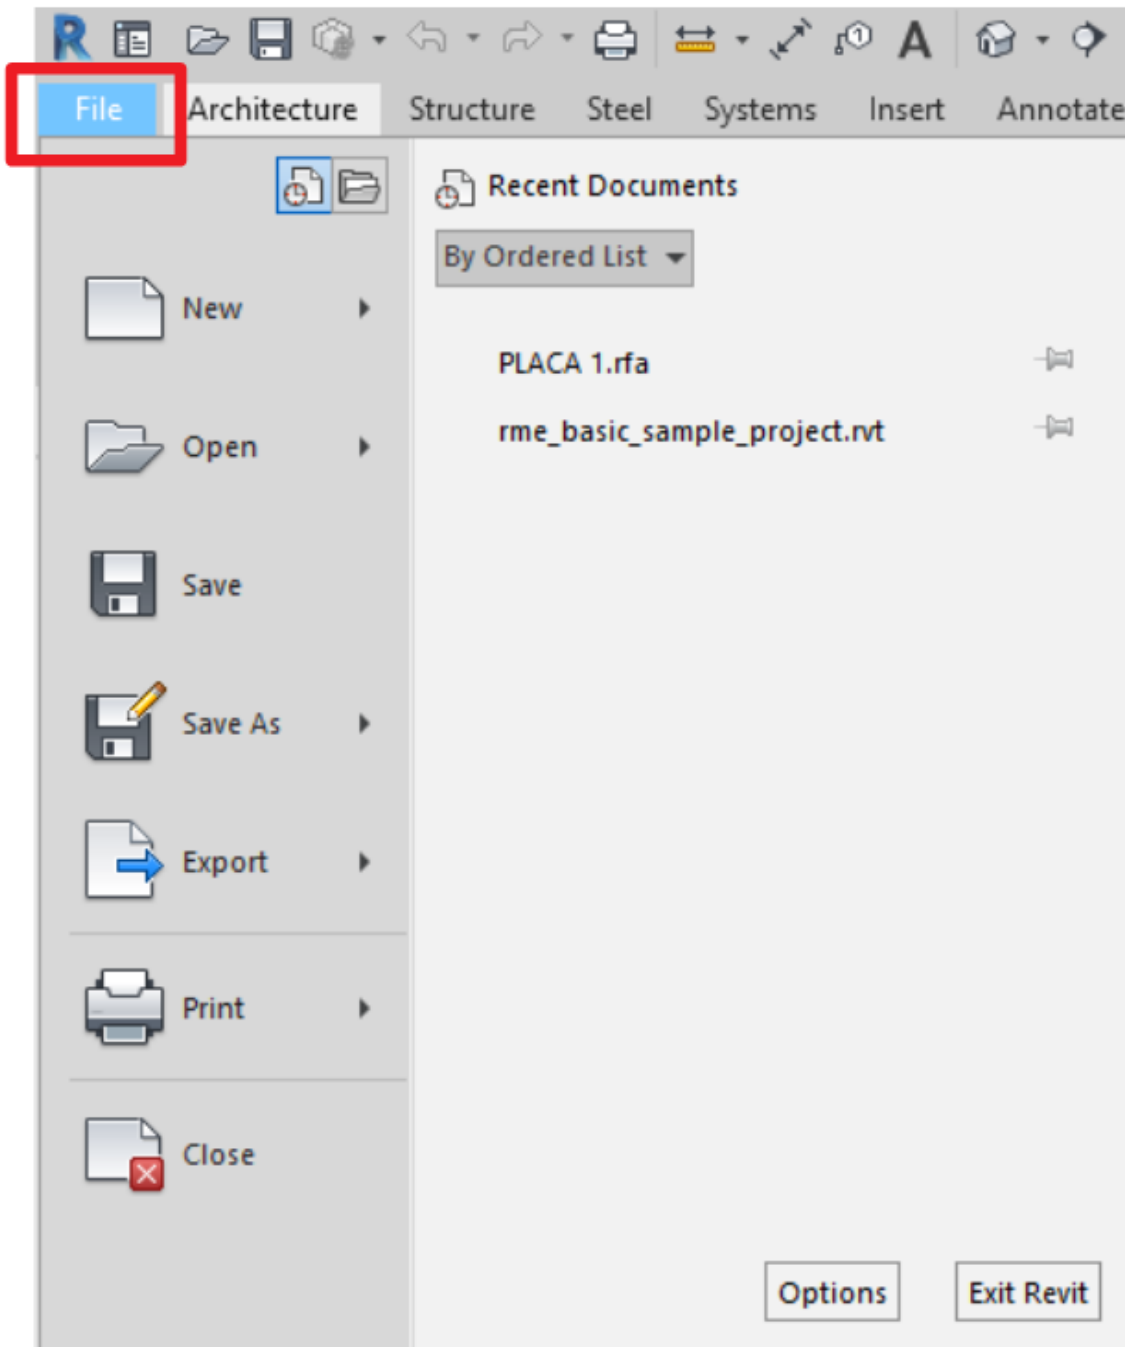 R
A
File Architecture Structure Steel Systems Insert Annotate
Recent Documents
By Ordered List
New
PLACA 1.rfa
rme_basic_sample_project.rvt
Open
Save
Save As
Export
Print
Close
Options Exit Revit